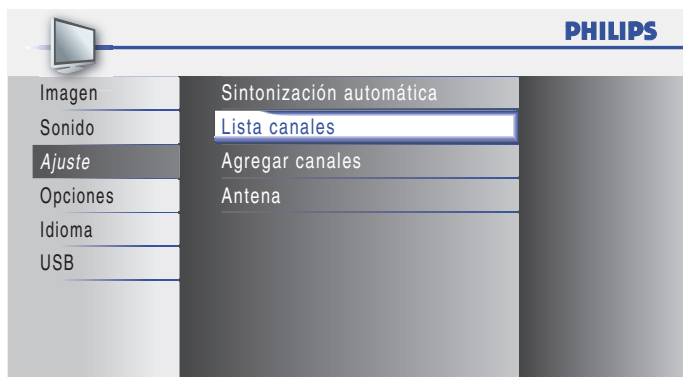 PHILIPS
Imagen
Sonido
Ajuste
Opciones
Idioma
USB
Sintonización automática
Lista canales
Agregar canales
Antena